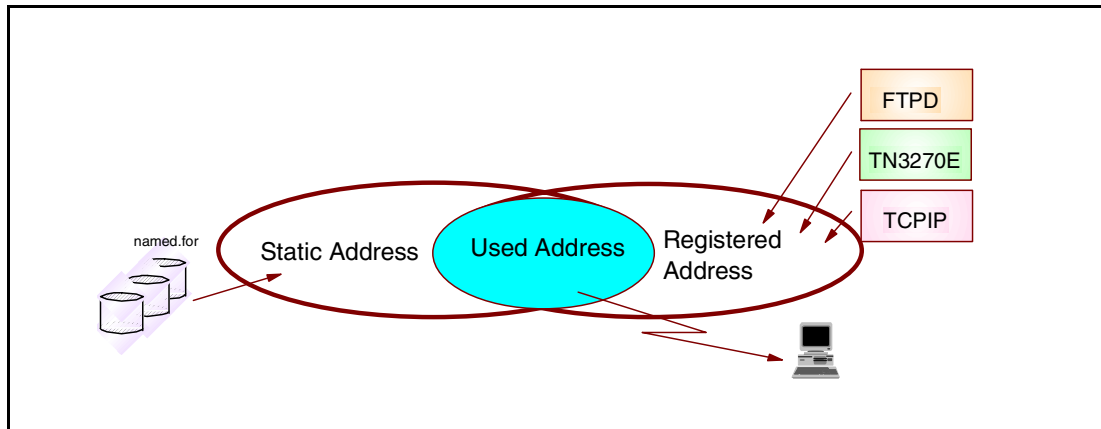 FTPD
TN3270E
TCPIP
named.for
Static Address
Used Address
Registered
Address